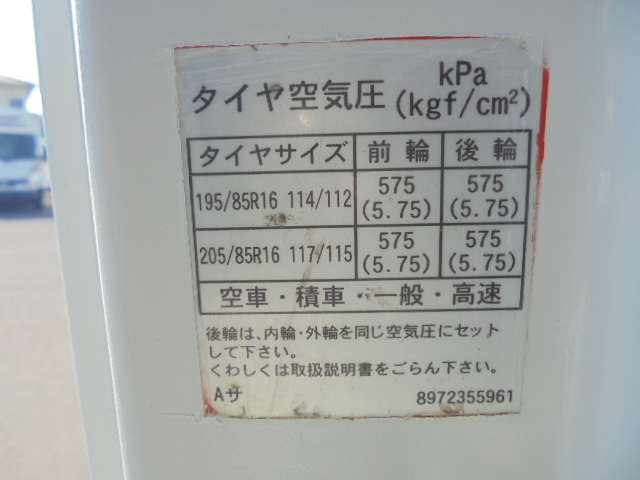 タイヤ空気圧 kPa
(kgf/cm²)
タイヤサイズ 前輪 後輪
195/85R16 114/112 575 (5.75) 575 (5.75)
205/85R16 117/115 575 (5.75) 575 (5.75)
空車・積車・一般・高速
後輪は、内輪・外輪を同じ空気圧にセット
して下さい。
くわしくは取扱説明書をごらん下さい。
Aサ 8972355961